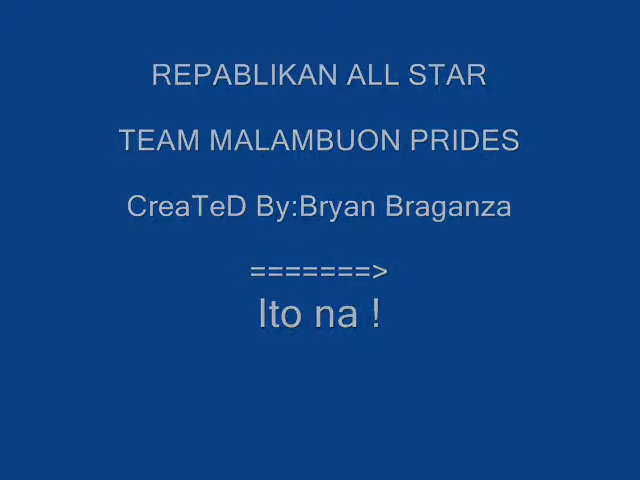 REPABLIKAN ALL STAR
TEAM MALAMBUON PRIDES
CreaTeD By:Bryan Braganza
=======>
Ito na !